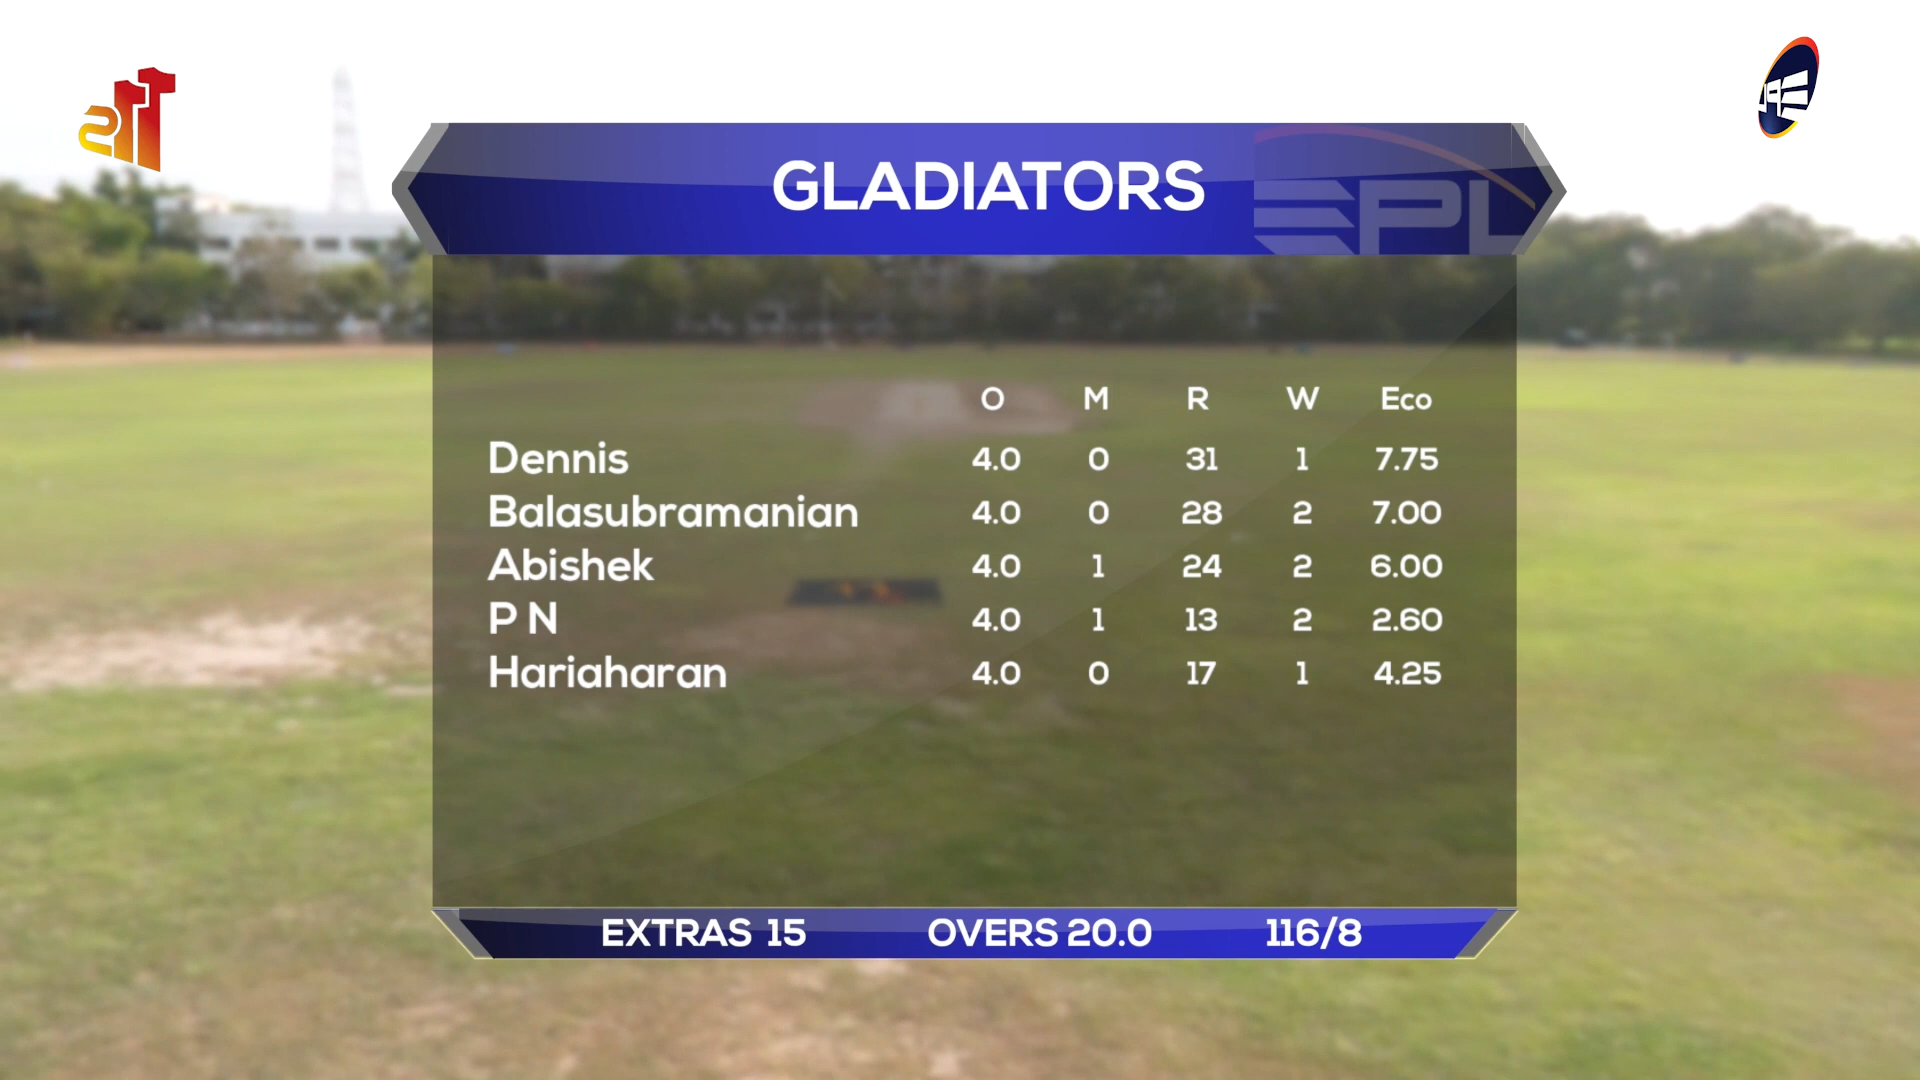 GLADIATORS
EPL
O M R W Eco
Dennis 4.0 0 31 1 7.75
Balasubramanian 4.0 0 28 2 7.00
Abishek 4.0 1 24 2 6.00
P N 4.0 1 13 2 2.60
Hariaharan 4.0 0 17 1 4.25
EXTRAS 15 OVERS 20.0 116/8